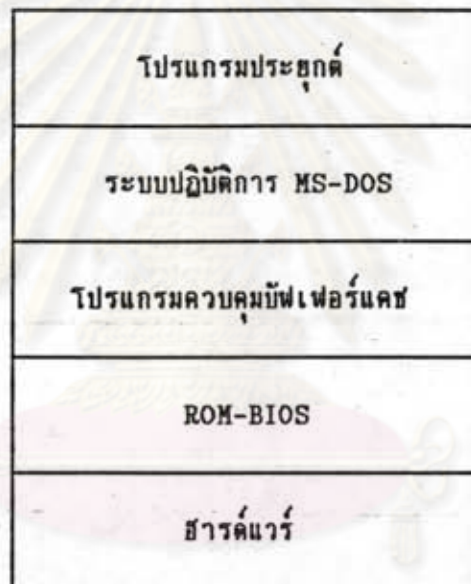 โปรแกรมประยุกต์
ระบบปฏิบัติการ MS-DOS
โปรแกรมควบคุมบัฟเฟอร์แคช
ROM-BIOS
ฮารด์แวร์